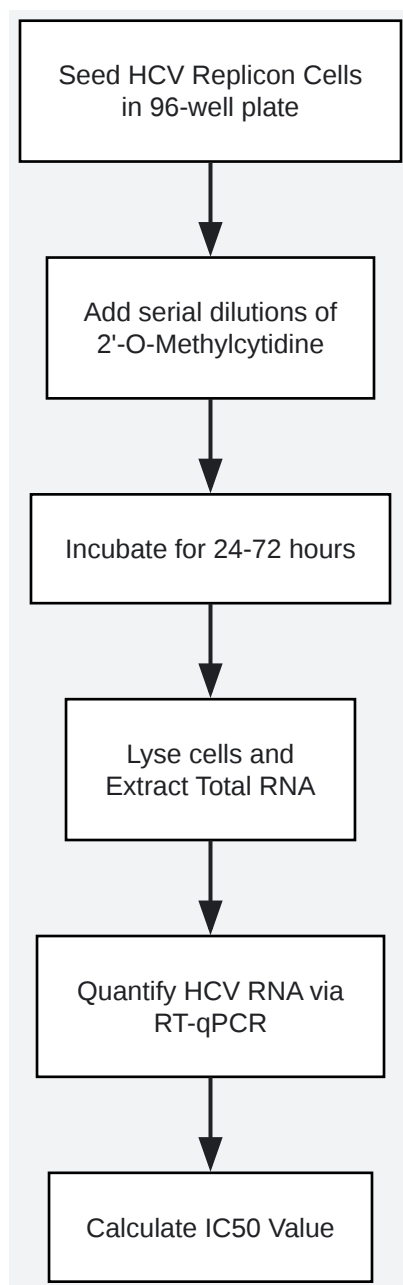 Seed HCV Replicon Cells
in 96-well plate
Add serial dilutions of
2'-O-Methylcytidine
Incubate for 24-72 hours
Lyse cells and
Extract Total RNA
Quantify HCV RNA via
RT-qPCR
Calculate IC50 Value